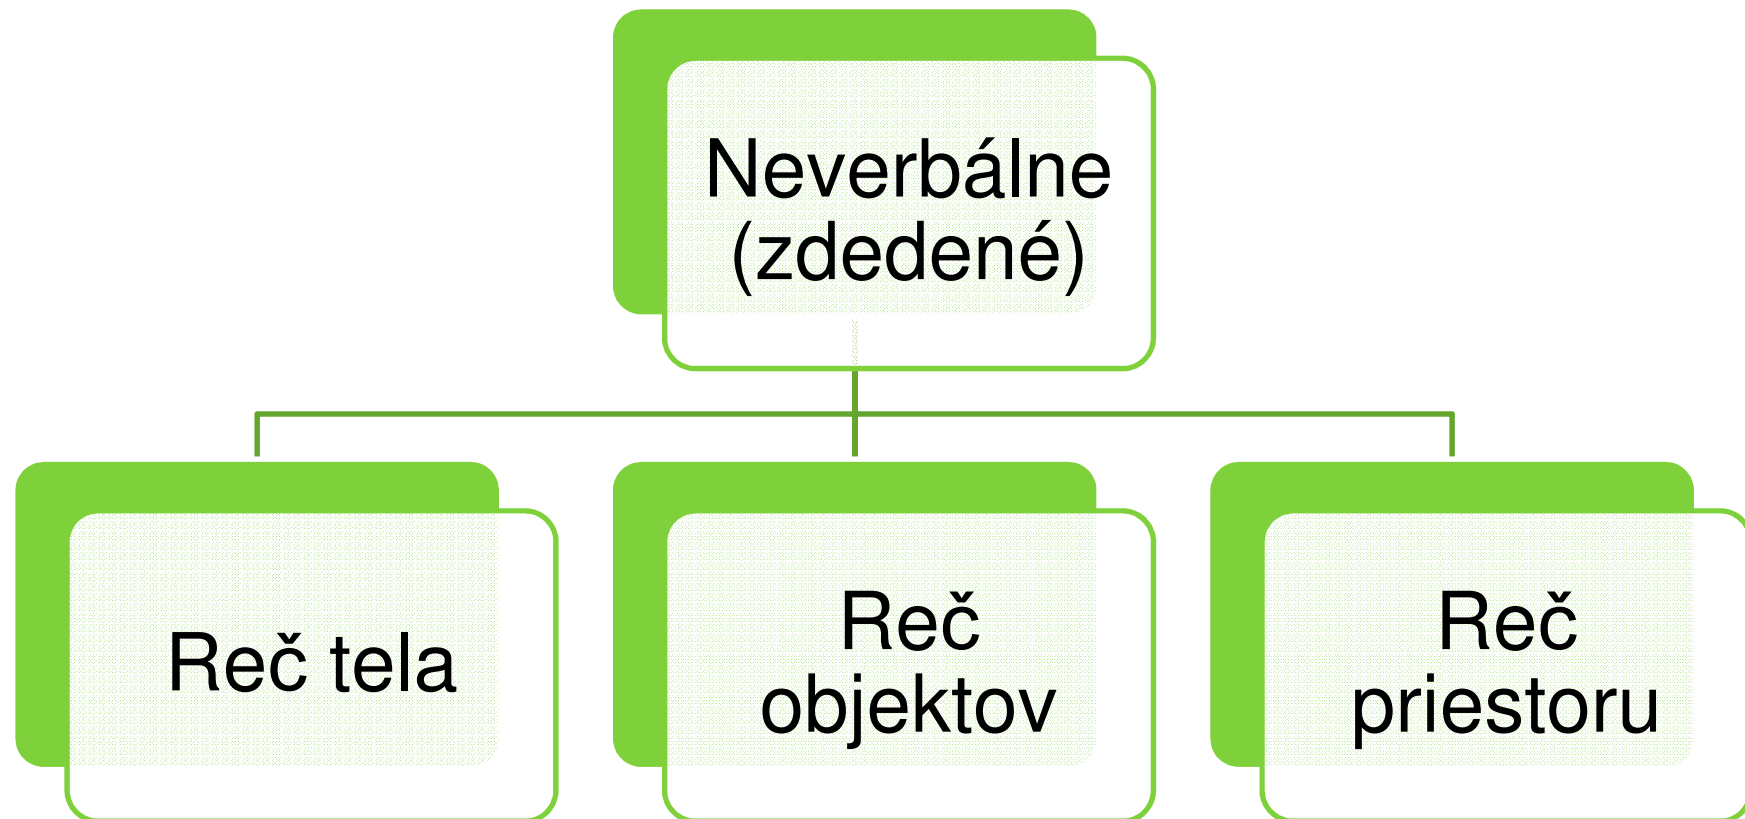 Neverbálne
(zdedené)
Reč tela
Reč
objektov
Reč
priestoru